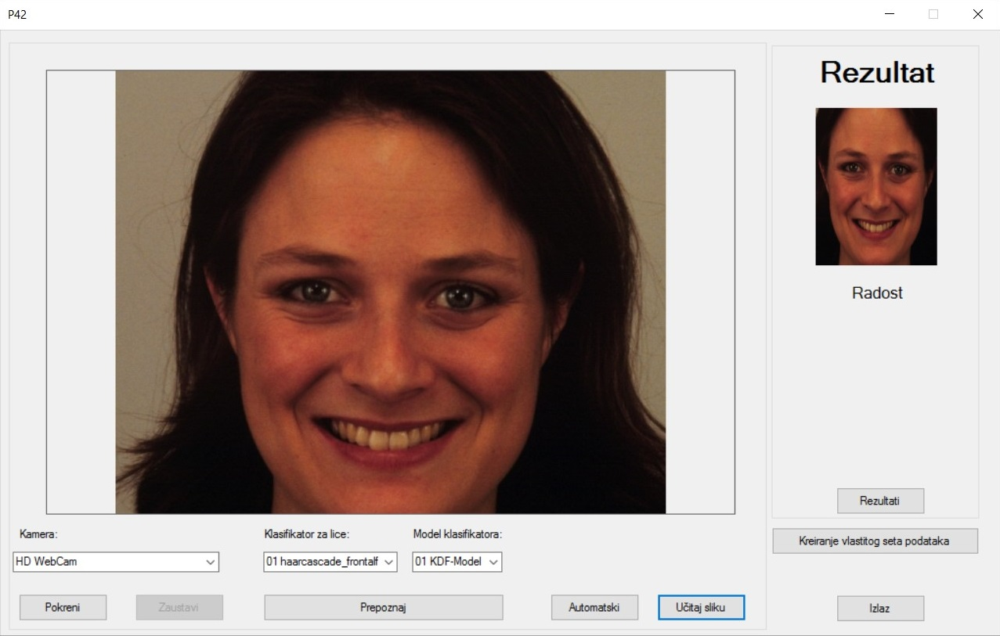 P42
Rezultat
Radost
Rezultati
Kamera:
Klasifikator za lice:
Model klasifikatora:
HD WebCam
01 haarcascade_frontalf
01 KDF-Model
Kreiranje vlastitog seta podataka
Pokreni
Zaustavi
Prepoznaj
Automatski
Učitaj sliku
Izlaz